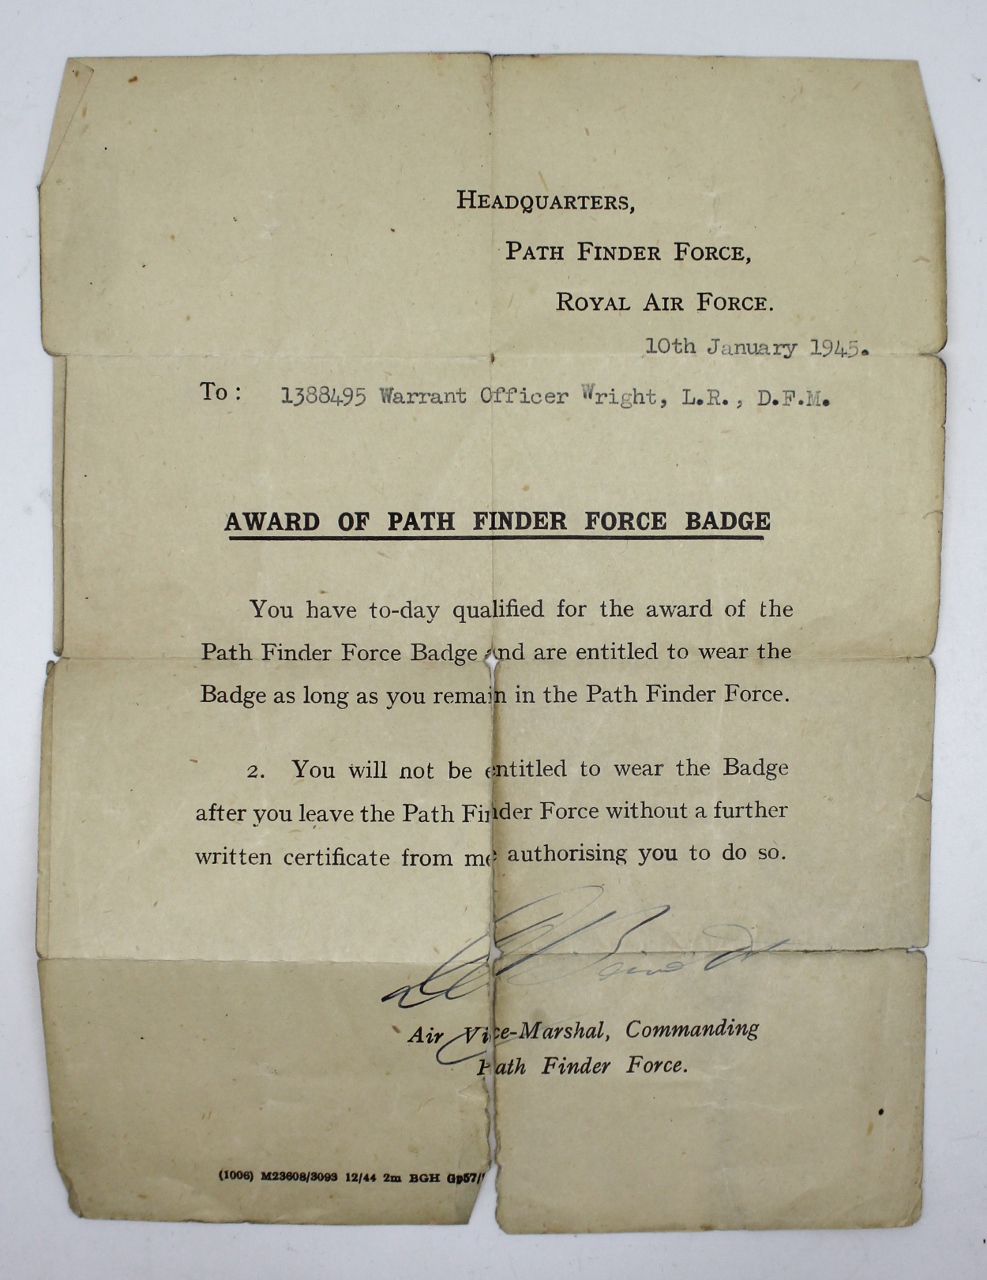 HEADQUARTERS,
PATH FINDER FORCE,
ROYAL AIR FORCE.
10th January 1945.
To : 1388495 Warrant Officer Wright, L.R., D.F.M.
AWARD OF PATH FINDER FORCE BADGE
You have to-day qualified for the award of the
Path Finder Force Badge and are entitled to wear the
Badge as long as you remain in the Path Finder Force.
2. You will not be entitled to wear the Badge
after you leave the Path Finder Force without a further
written certificate from me authorising you to do so.
Air Vice-Marshal, Commanding
Path Finder Force.
(1006) M23608/3093 12/44 2m BGH Gp57/